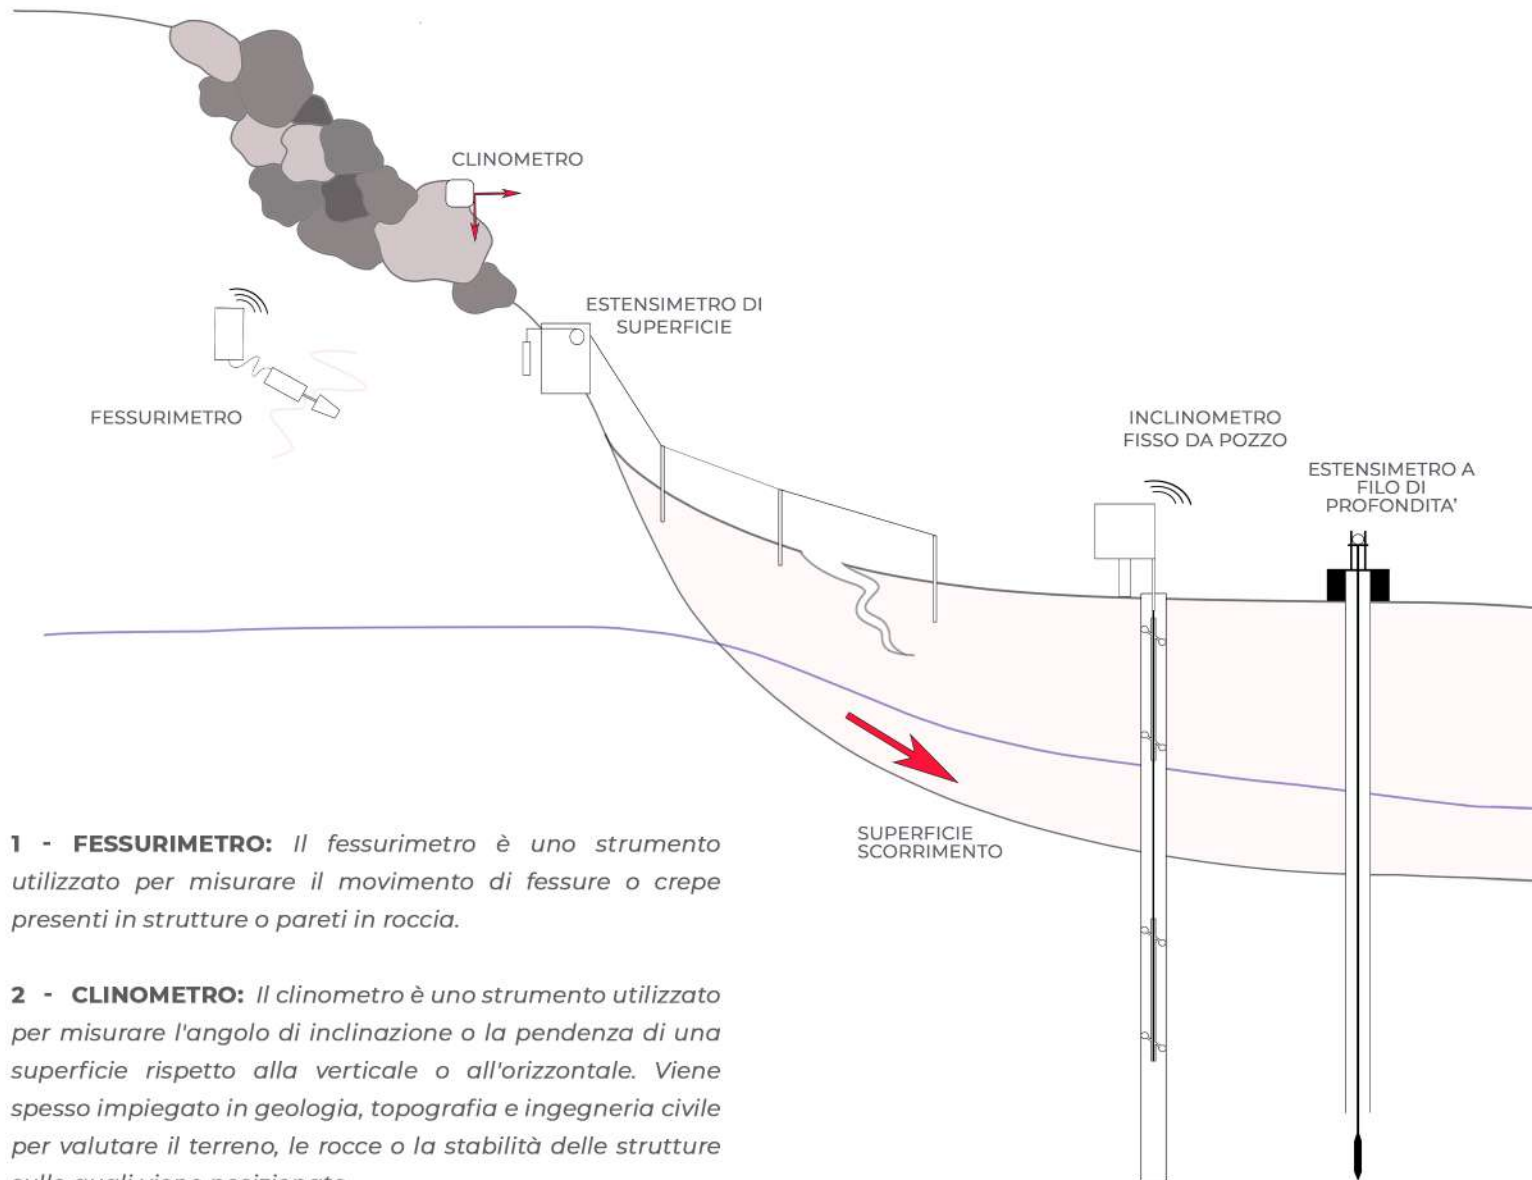 CLINOMETRO
ESTENSIMETRO DI
SUPERFICIE
FESSURIMETRO
INCLINOMETRO
FISSO DA POZZO
ESTENSIMETRO A
FILO DI
PROFONDITA'
SUPERFICIE
SCORRIMENTO
1 - FESSURIMETRO: Il fessurimetro è uno strumento
utilizzato per misurare il movimento di fessure o crepe
presenti in strutture o pareti in roccia.
2 - CLINOMETRO: Il clinometro è uno strumento utilizzato
per misurare l'angolo di inclinazione o la pendenza di una
superficie rispetto alla verticale o all'orizzontale. Viene
spesso impiegato in geologia, topografia e ingegneria civile
per valutare il terreno, le rocce o la stabilità delle strutture